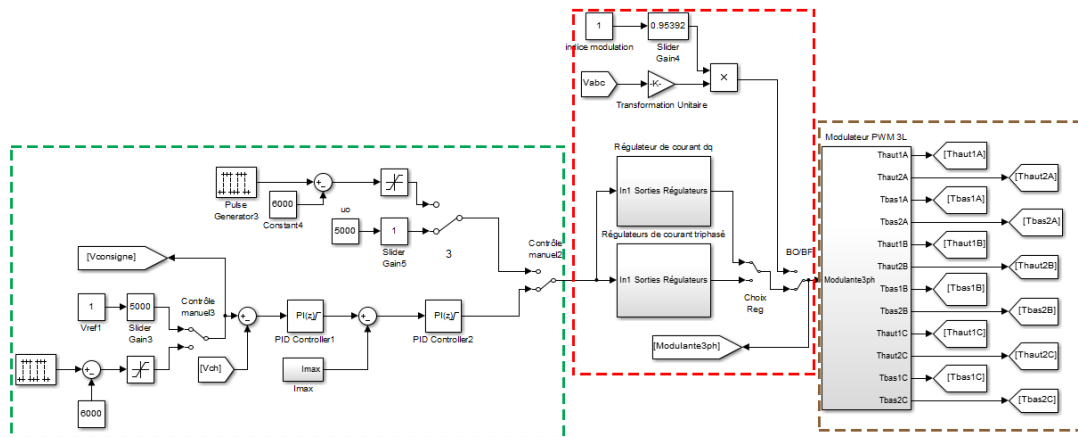 1
indice modulation
0.95392
Slider
Gain4
Vabc
-K-
Transformation Unitaire
×
Pulse
Generator3
6000
Constant4
uo
5000
1
Slider
Gain5
3
Contrôle
manuel2
[Vconsigne]
1
Vref1
5000
Slider
Gain3
Contrôle
manuel3
PI(z)
PID Controller1
PI(z)
PID Controller2
[Vch]
Imax
Imax
6000
Régulateur de courant dq
In1 Sorties Régulateurs
Régulateurs de courant triphasé
In1 Sorties Régulateurs
Choix
Reg
BO/BF
[Modulante3ph]
Modulateur PWM 3L
Modulante3ph
Thaut1A
Thaut2A
Tbas1A
Tbas2A
Thaut1B
Thaut2B
Tbas1B
Tbas2B
Thaut1C
Thaut2C
Tbas1C
Tbas2C
[Thaut1A]
[Thaut2A]
[Tbas1A]
[Tbas2A]
[Thaut1B]
[Thaut2B]
[Tbas1B]
[Tbas2B]
[Thaut1C]
[Thaut2C]
[Tbas1C]
[Tbas2C]